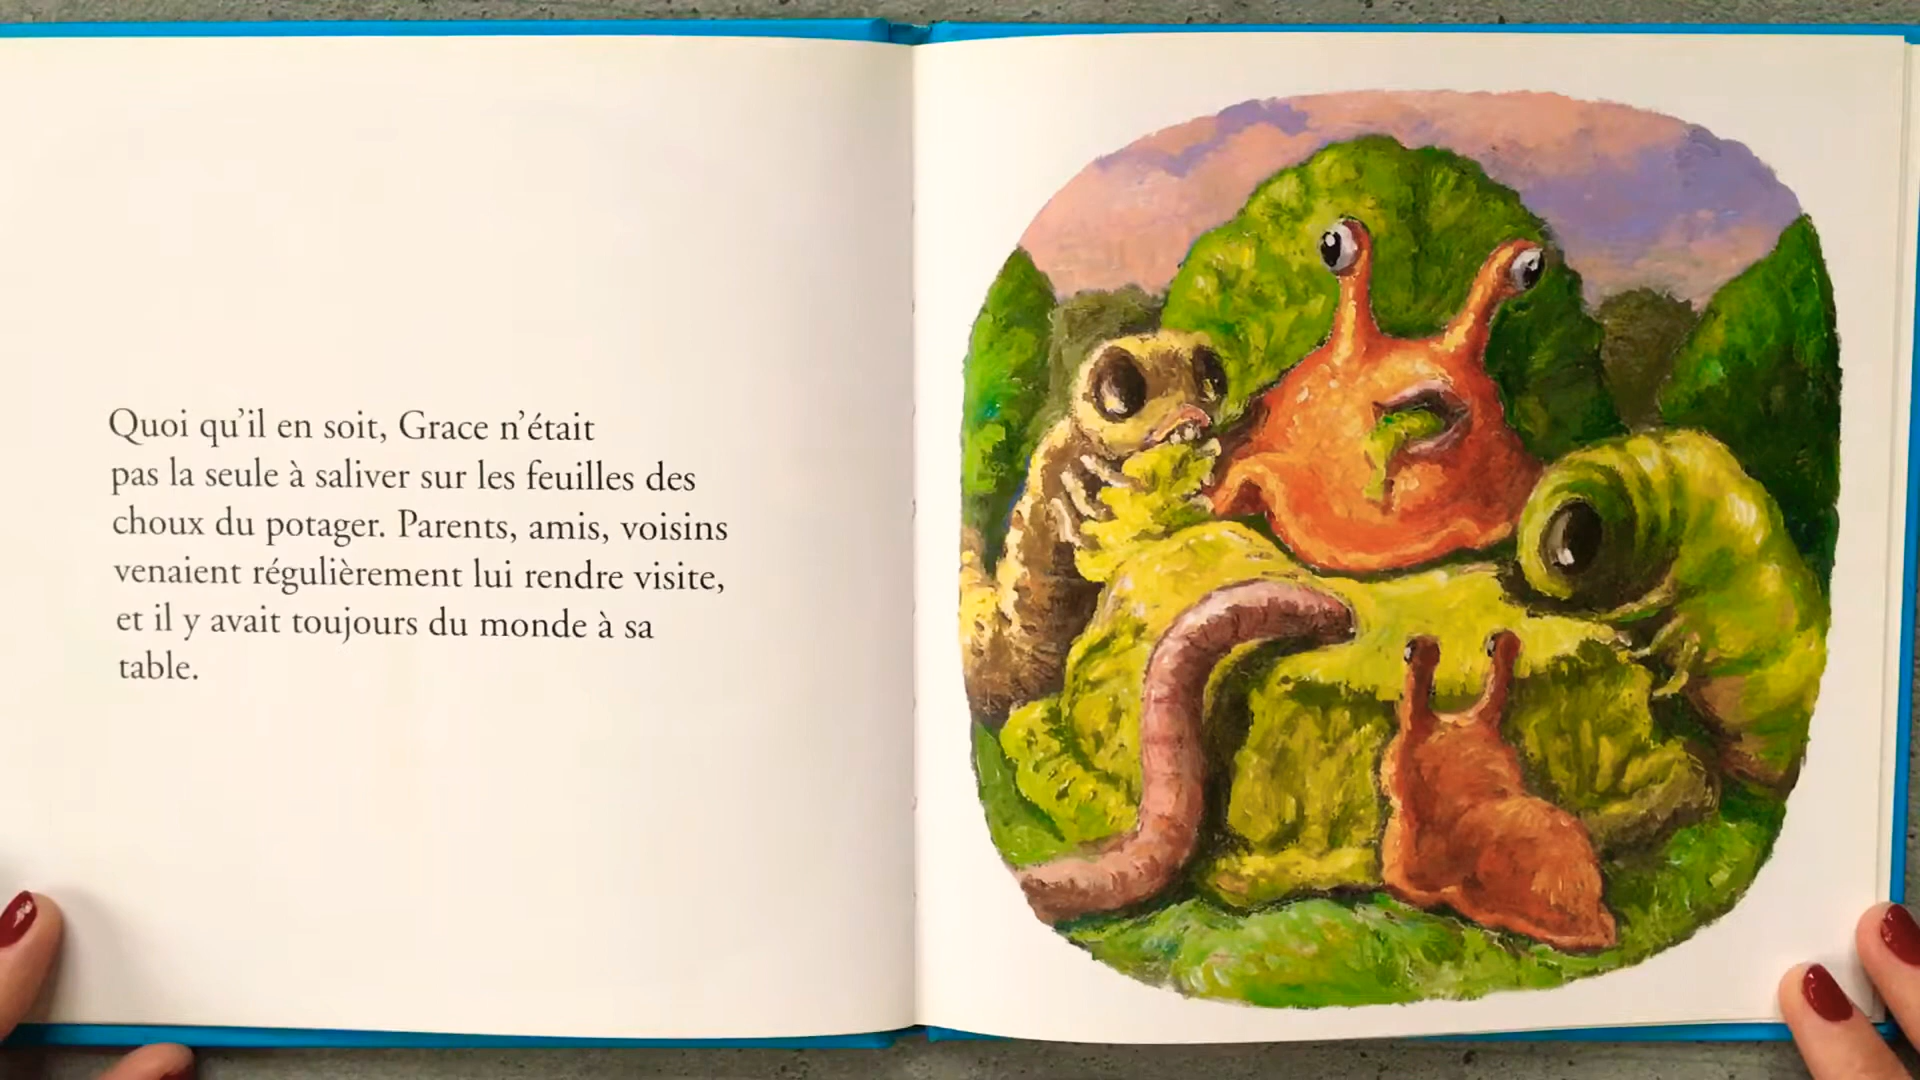 Quoi qu’il en soit, Grace n’était
pas la seule à saliver sur les feuilles des
choux du potager. Parents, amis, voisins
venaient régulièrement lui rendre visite,
et il y avait toujours du monde à sa
table.